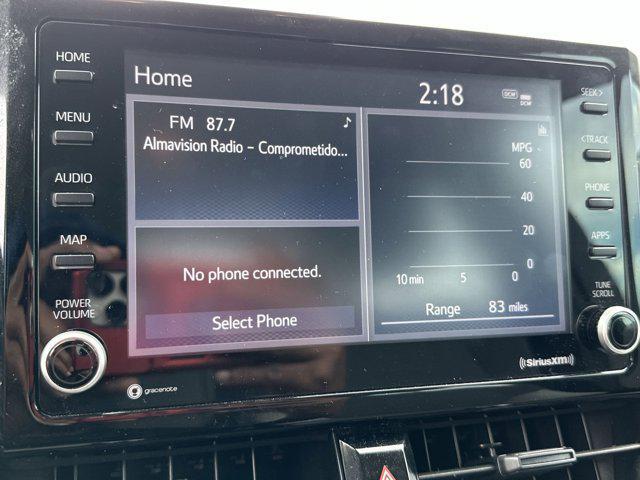 HOME
MENU
AUDIO
MAP
POWER
VOLUME
Home
2:18
DCM
DCM
FM 87.7
Almavision Radio – Comprometido...
No phone connected.
Select Phone
MPG
60
40
20
0
10 min 5 0
Range 83 miles
SEEK>
<TRACK
PHONE
APPS
TUNE
SCROLL
gracenote
SiriusXM